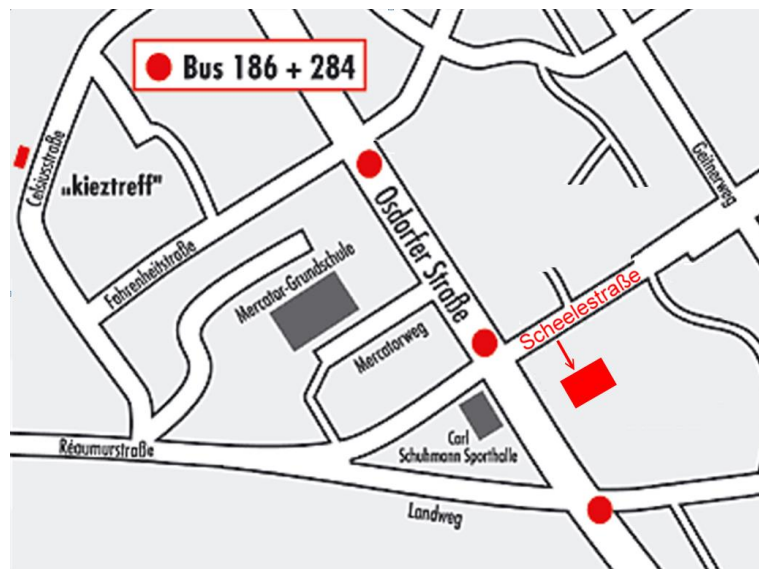 Bus 186 + 284
Celsiusstraße
„kieztreff"
Geitnerweg
Fahrenheitstraße
Mercator-Grundschule
Osdorfer Straße
Mercatorweg
Scheelestraße
Carl
Schuhmann Sporthalle
Réaumurstraße
Landweg